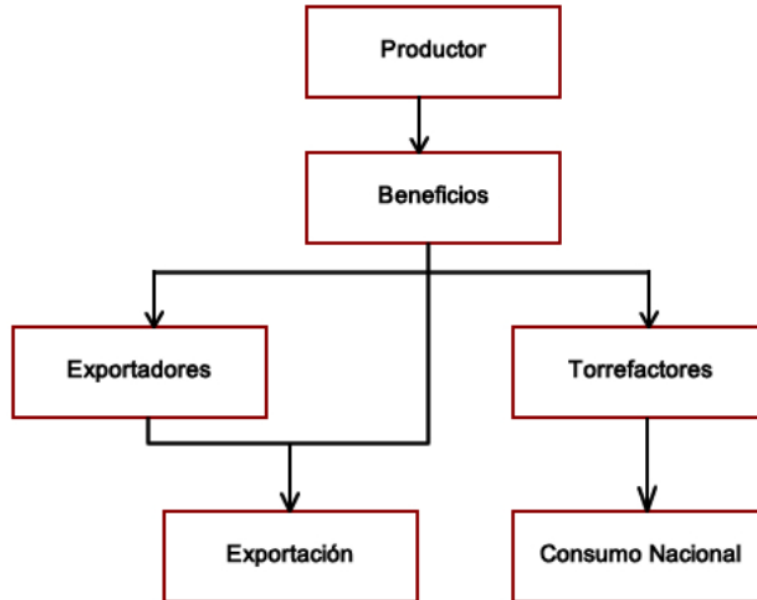 Productor
Beneficios
Exportadores
Torrefactores
Exportación
Consumo Nacional